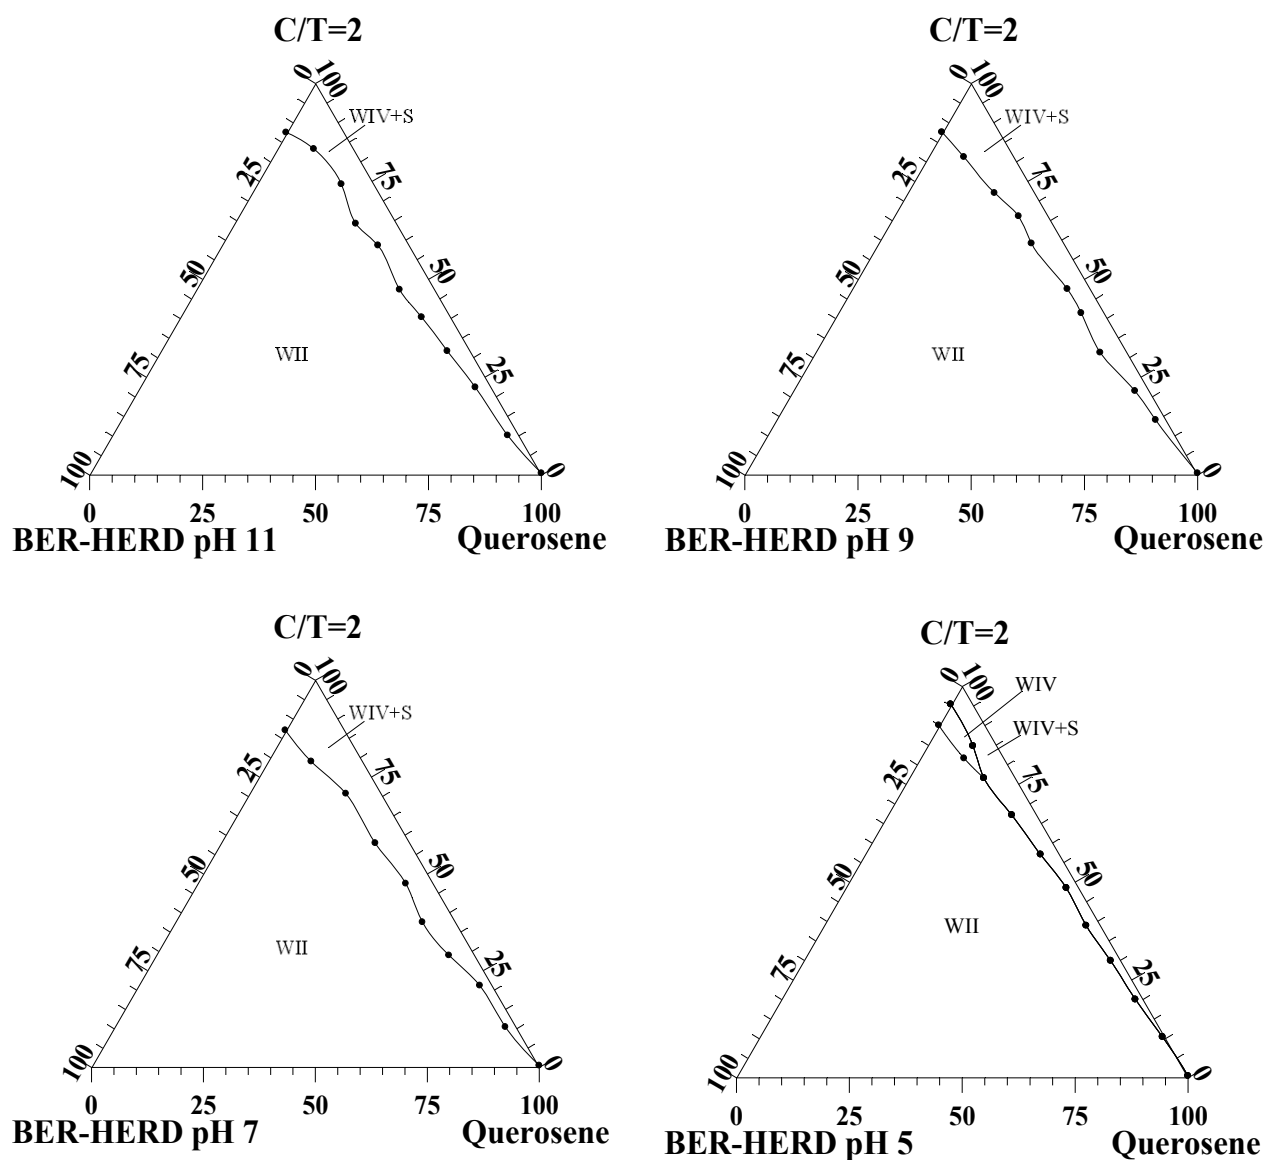 C/T=2
0 100
WIV+S
25 75
50 50
WII
75 25
100 0
0 25 50 75 100
BER-HERD pH 11 Querosene
C/T=2
0 100
WIV+S
25 75
50 50
WII
75 25
100 0
0 25 50 75 100
BER-HERD pH 9 Querosene
C/T=2
0 100
WIV+S
25 75
50 50
WII
75 25
100 0
0 25 50 75 100
BER-HERD pH 7 Querosene
C/T=2
0 100
WIV
WIV+S
25 75
50 50
WII
75 25
100 0
0 25 50 75 100
BER-HERD pH 5 Querosene